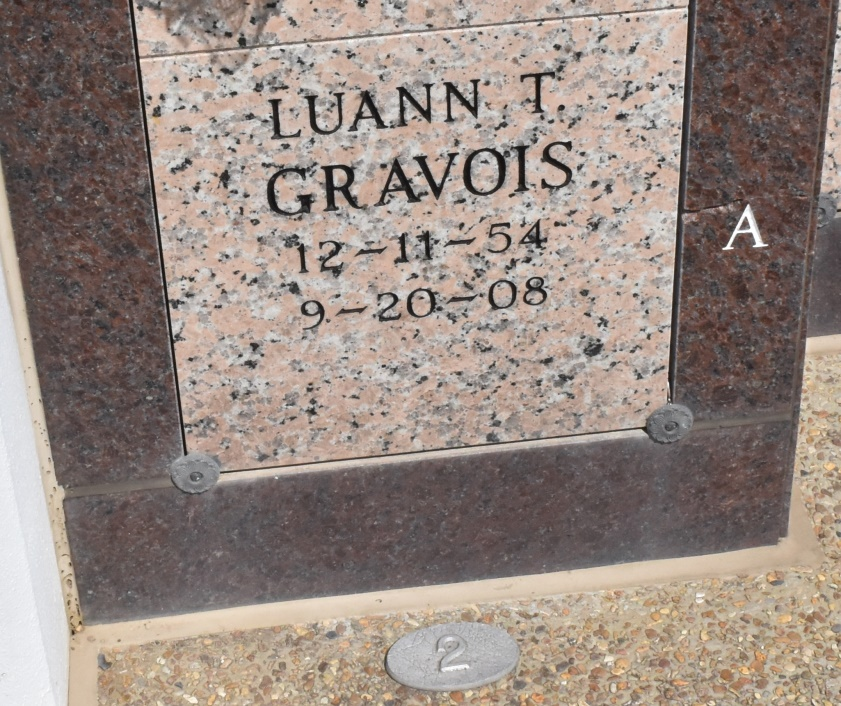 LUANN T.
GRAVOIS
12-11-54
9-20-08
A
2